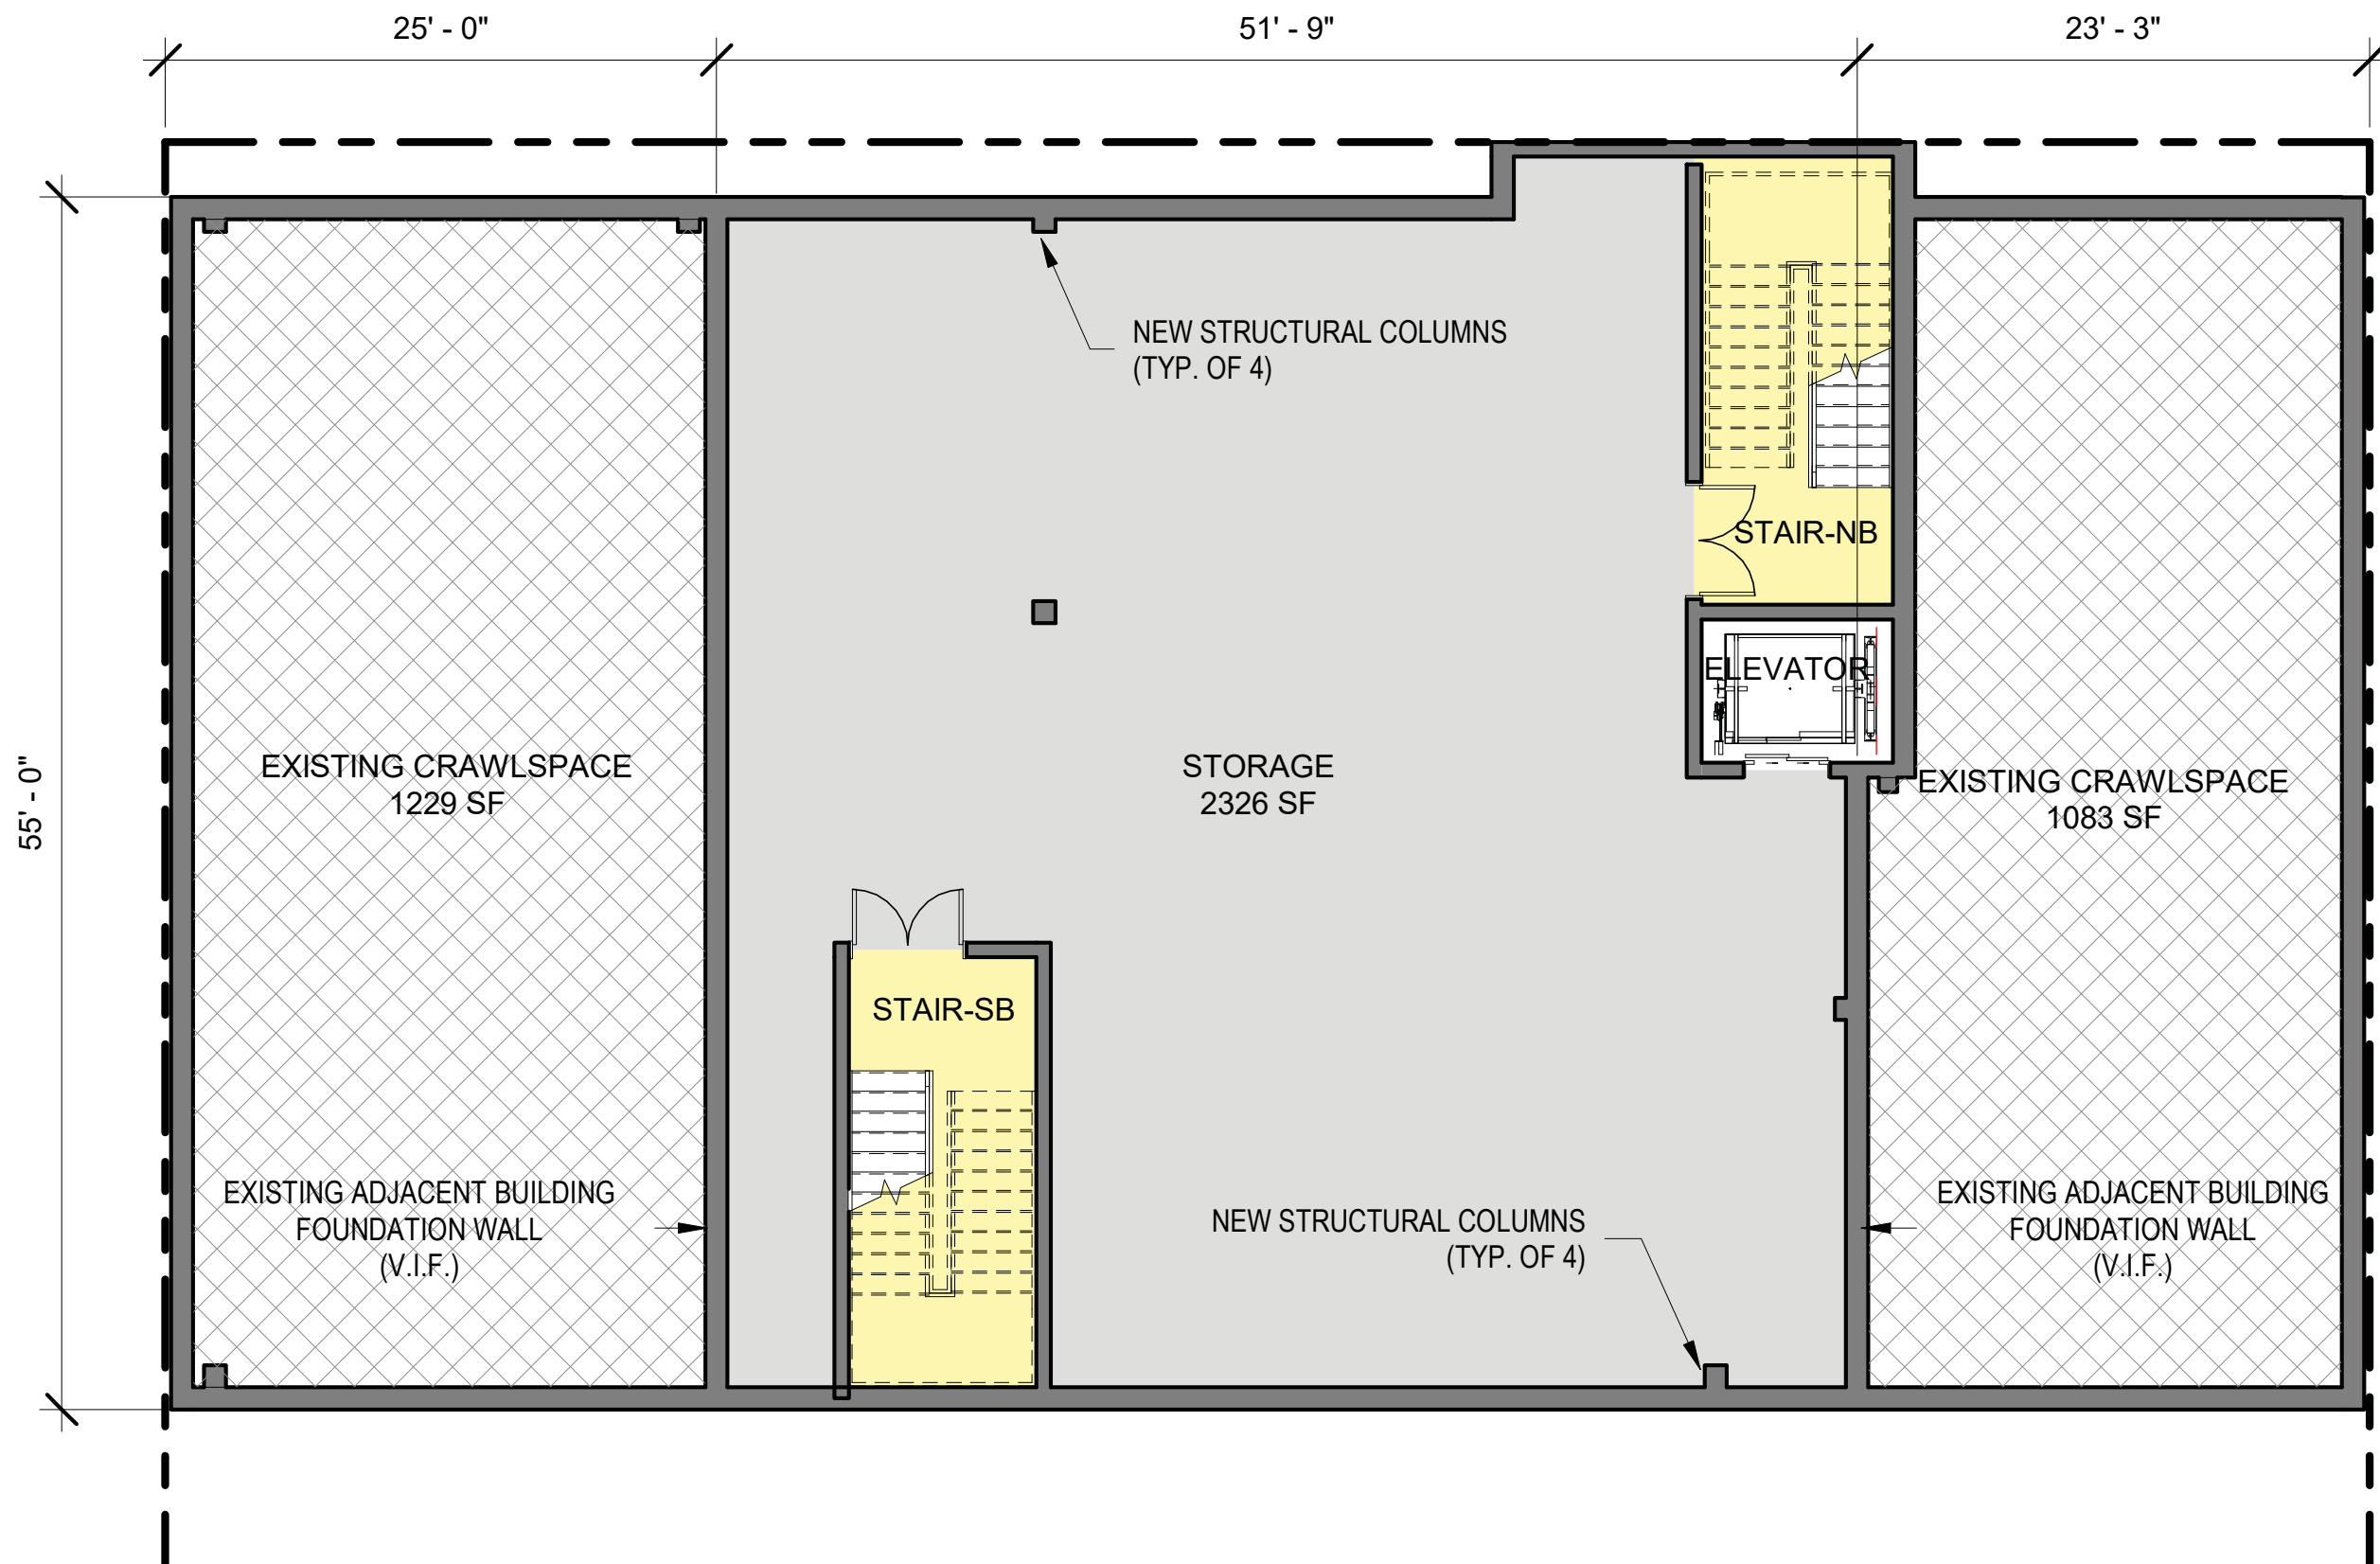 25' - 0"
51' - 9"
23' - 3"
NEW STRUCTURAL COLUMNS
(TYP. OF 4)
STAIR-NB
ELEVATOR
55' - 0"
EXISTING CRAWLSPACE
1229 SF
STORAGE
2326 SF
EXISTING CRAWLSPACE
1083 SF
STAIR-SB
EXISTING ADJACENT BUILDING
FOUNDATION WALL
(V.I.F.)
NEW STRUCTURAL COLUMNS
(TYP. OF 4)
EXISTING ADJACENT BUILDING
FOUNDATION WALL
(V.I.F.)